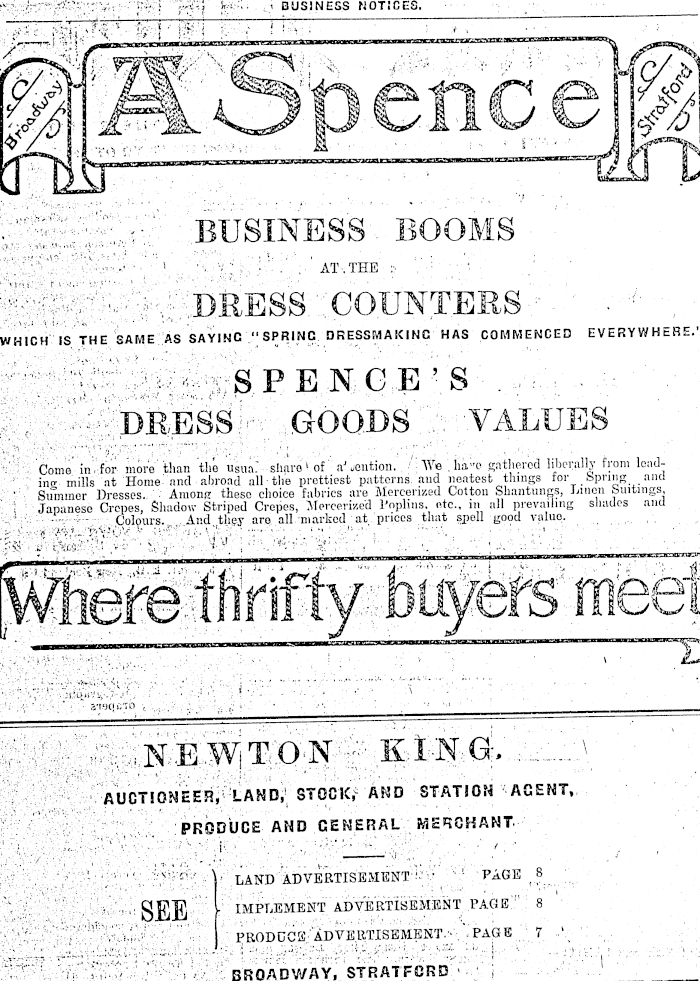 BUSINESS NOTICES.
Broadway
A Spence
Stratford
BUSINESS BOOMS
AT THE
DRESS COUNTERS
WHICH IS THE SAME AS SAYING "SPRING DRESSMAKING HAS COMMENCED EVERYWHERE."
SPENCE'S
DRESS GOODS VALUES
Come in for more than the usua. share of a' .ention. We have gathered liberally from lead-
ing mills at Home and abroad all the prettiest patterns and neatest things for Spring and
Summer Dresses. Among these choice fabrics are Mercerized Cotton Shantungs, Linen Suitings,
Japanese Crepes, Shadow Striped Crepes, Mercerized Poplins, etc., in all prevailing shades and
Colours. And they are all marked at prices that spell good value.
Where thrifty buyers meet
NEWTON KING.
AUCTIONEER, LAND, STOCK, AND STATION AGENT,
PRODUCE AND GENERAL MERCHANT.
SEE
LAND ADVERTISEMENT PAGE 8
IMPLEMENT ADVERTISEMENT PAGE 8
PRODUCE ADVERTISEMENT PAGE 7
BROADWAY, STRATFORD